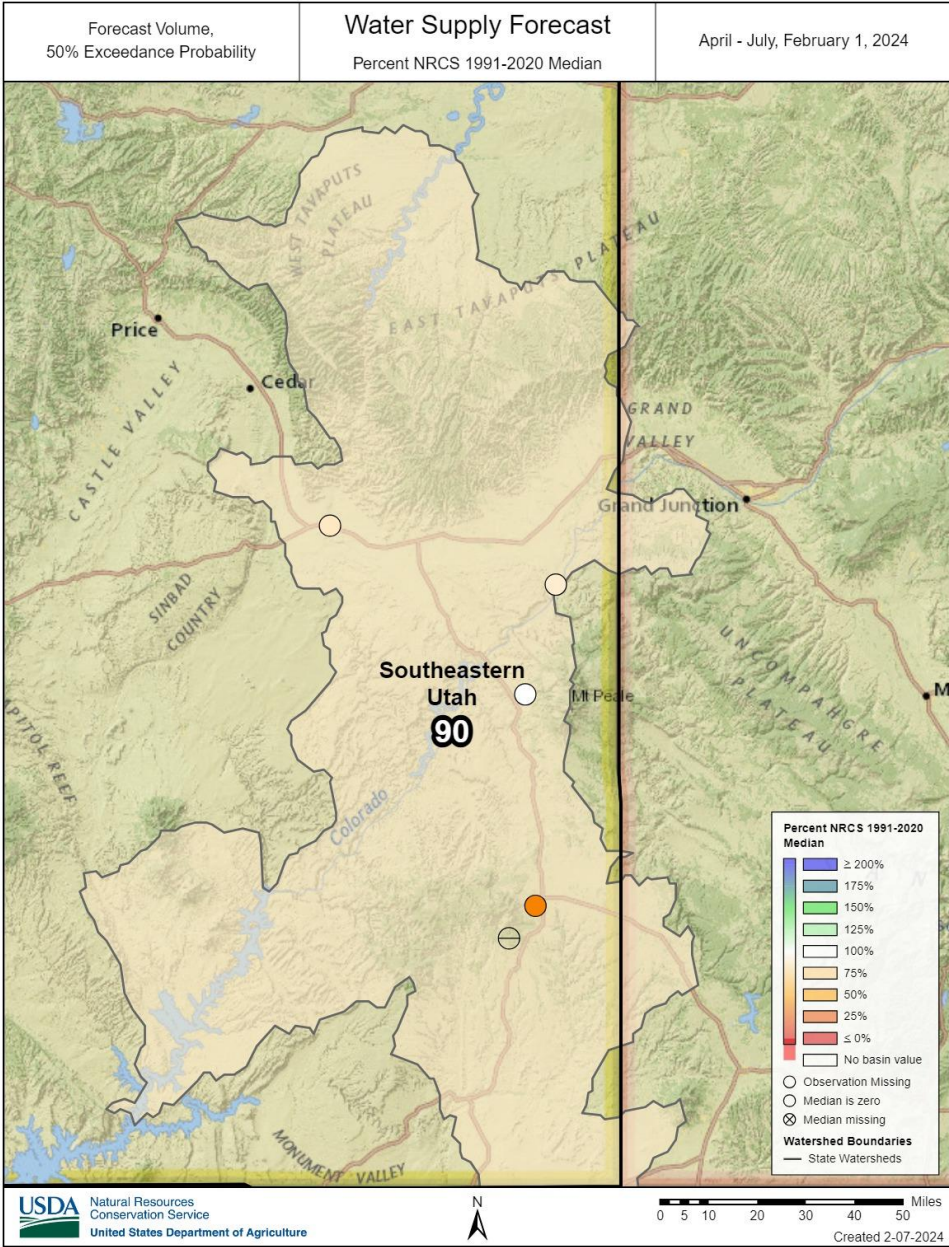 Forecast Volume,
50% Exceedance Probability
Water Supply Forecast
Percent NRCS 1991-2020 Median
April - July, February 1, 2024
WEST TAVAPUTS
PLATEAU
EAST TAVAPUTS PLATEAU
Price
Cedar
CASTLE VALLEY
GRAND
VALLEY
Grand Junction
SINBAD
COUNTRY
Southeastern
Utah
90
Mt Peale
UNCOMPAHGRE
PLATEAU
M
APITOL REEF
Colorado
MONUMENT VALLEY
Percent NRCS 1991-2020
Median
≥ 200%
175%
150%
125%
100%
75%
50%
25%
≤ 0%
No basin value
Observation Missing
Median is zero
Median missing
Watershed Boundaries
State Watersheds
USDA
Natural Resources
Conservation Service
United States Department of Agriculture
N
Miles
0 5 10 20 30 40 50
Created 2-07-2024